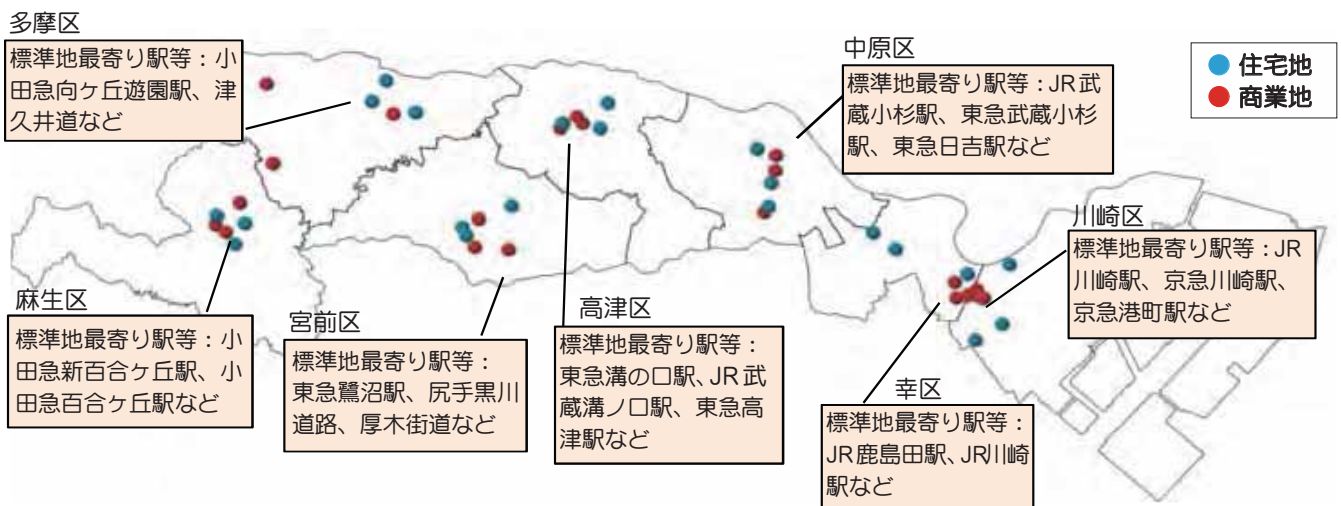 多摩区
標準地最寄り駅等：小
田急向ヶ丘遊園駅、津
久井道など
中原区
標準地最寄り駅等：JR武
蔵小杉駅、東急武蔵小杉
駅、東急日吉駅など
住宅地
商業地
川崎区
標準地最寄り駅等：JR
川崎駅、京急川崎駅、
京急港町駅など
麻生区
標準地最寄り駅等：小
田急新百合ヶ丘駅、小
田急百合ヶ丘駅など
宮前区
標準地最寄り駅等：
東急鷺沼駅、尻手黒川
道路、厚木街道など
高津区
標準地最寄り駅等：
東急溝の口駅、JR武
蔵溝ノ口駅、東急高
津駅など
幸区
標準地最寄り駅等：
JR鹿島田駅、JR川崎
駅など